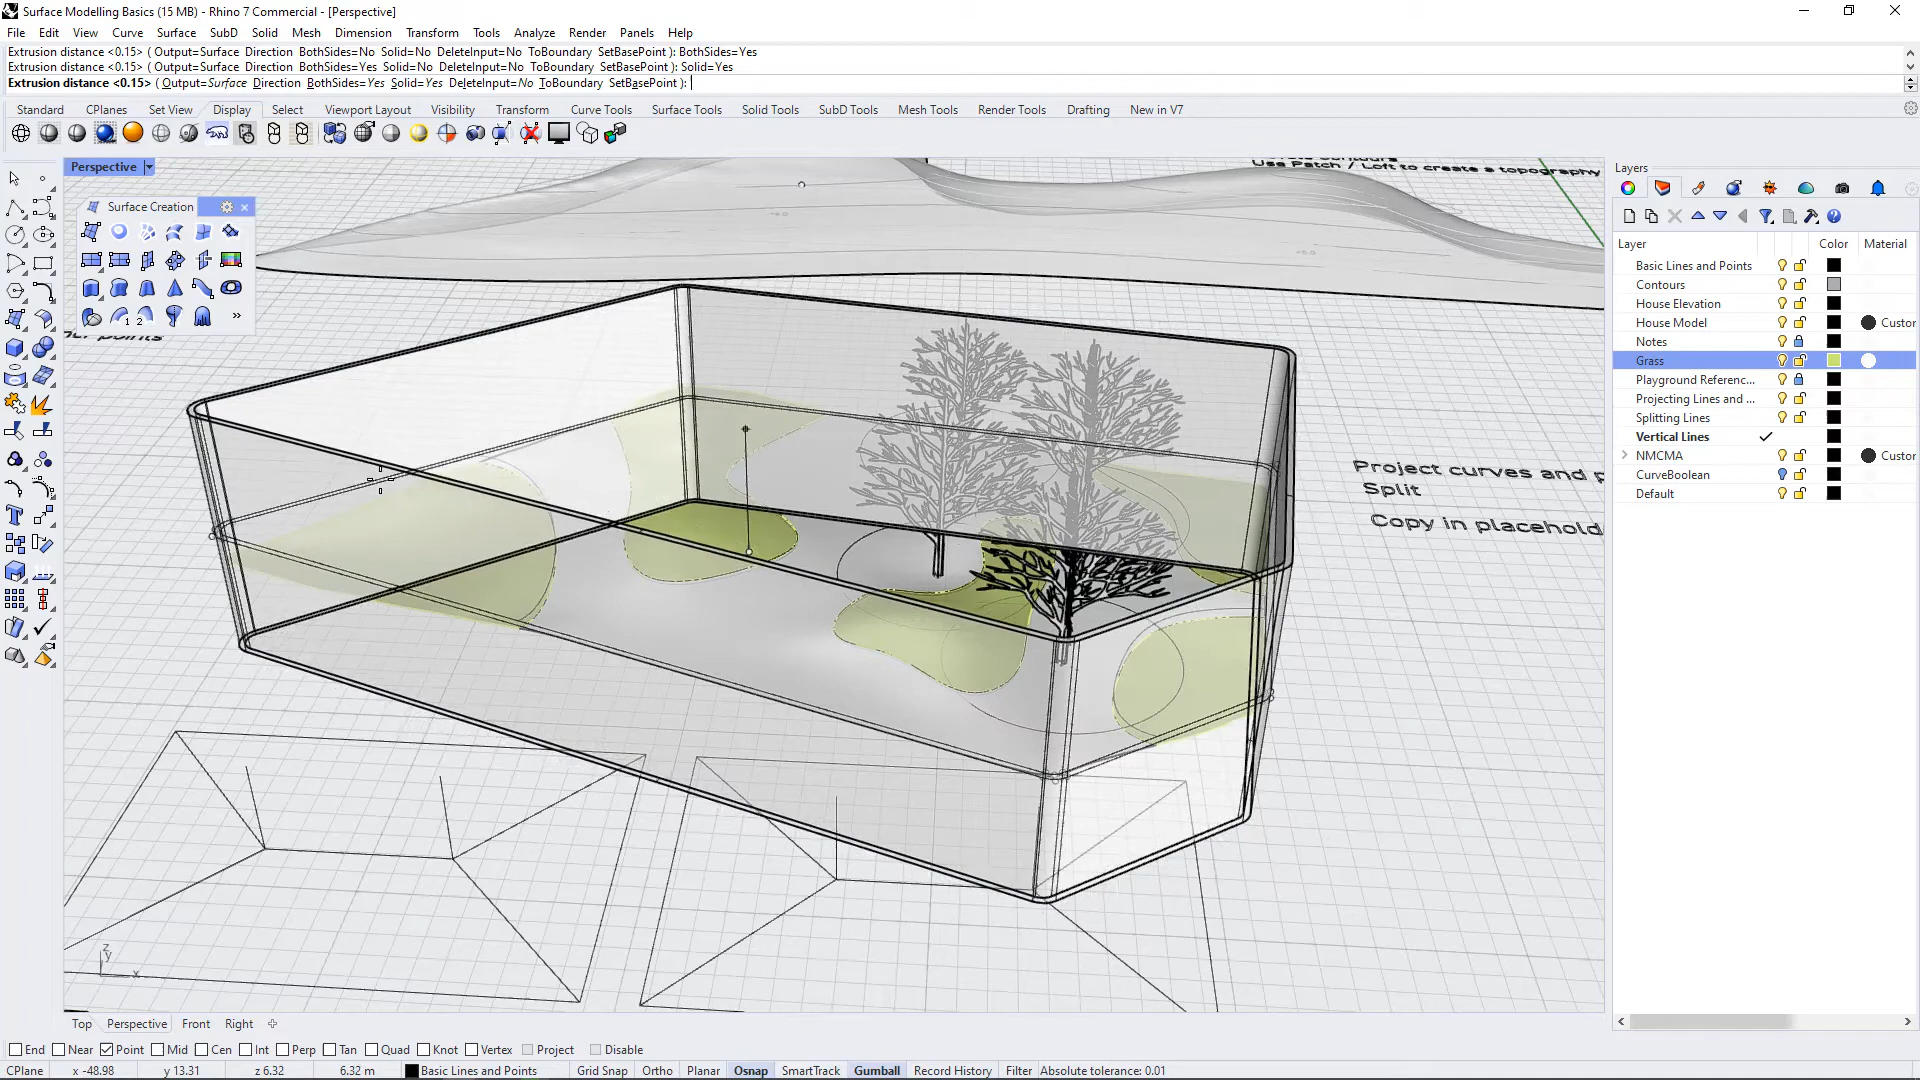 Surface Modelling Basics (15 MB) - Rhino 7 Commercial - [Perspective]
File Edit View Curve Surface SubD Solid Mesh Dimension Transform Tools Analyze Render Panels Help
Extrusion distance <0.15> ( Output=Surface Direction BothSides=No Solid=No DeleteInput=No ToBoundary SetBasePoint ): BothSides=Yes
Extrusion distance <0.15> ( Output=Surface Direction BothSides=Yes Solid=No DeleteInput=No ToBoundary SetBasePoint ): Solid=Yes
Extrusion distance <0.15> ( Output=Surface Direction BothSides=Yes Solid=Yes DeleteInput=No ToBoundary SetBasePoint ):
Standard CPlanes Set View Display Select Viewport Layout Visibility Transform Curve Tools Surface Tools Solid Tools SubD Tools Mesh Tools Render Tools Drafting New in V7
Perspective
Surface Creation
Use Patch / Loft to create a topography
Project curves and p
Split
Copy in placehold
Layers
Layer Color Material
Basic Lines and Points
Contours
House Elevation
House Model Custor
Notes
Grass
Playground Referenc...
Projecting Lines and ...
Splitting Lines
Vertical Lines
NMCMA Custor
CurveBoolean
Default
z
y
x
Top Perspective Front Right
End Near Point Mid Cen Int Perp Tan Quad Knot Vertex Project Disable
CPlane x -48.98 y 13.31 z 6.32 6.32 m Basic Lines and Points Grid Snap Ortho Planar Osnap SmartTrack Gumball Record History Filter Absolute tolerance: 0.01